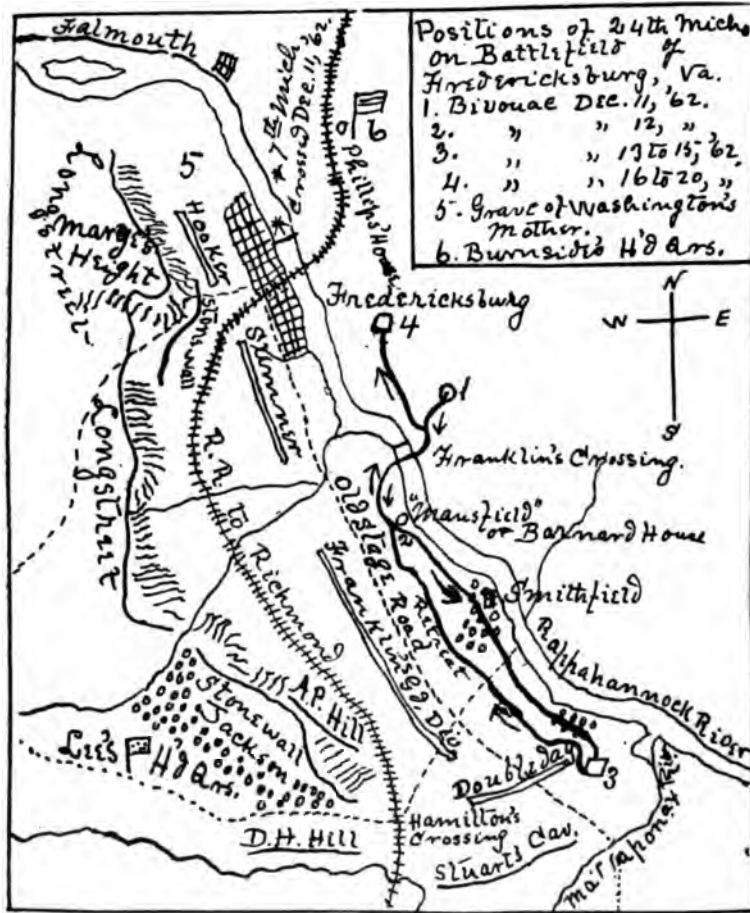 Positions of 24th Mich.
on Battlefield of
Fredericksburg, Va.
1. Bivouac Dec. 11, '62.
2. " " 12, "
3. " " 13 to 15, '62
4. " " 16 to 20, "
5. Grave of Washington's
Mother.
6. Burnside's H'd Qrs.
Falmouth
* 7th Mich.
Crossed Dec. 11, '62.
6
Phillips' House
5
Longstreet
Marye's
Height
Hooker
Stonewall
*
Fredericksburg
4
N
W E
S
1
Sumner
Franklin's Crossing.
Longstreet
R.R. to Richmond
"Mansfield"
or Barnard House
2
Old Stage Road
Retreat
Franklin's Gd. Div.
Smithfield
Rappahannock River
A.P. Hill
Stonewall
Jackson
Lee's
H'd Qrs.
Doubleday
3
Hamilton's
Crossing
D.H. Hill
Stuart's Cav.